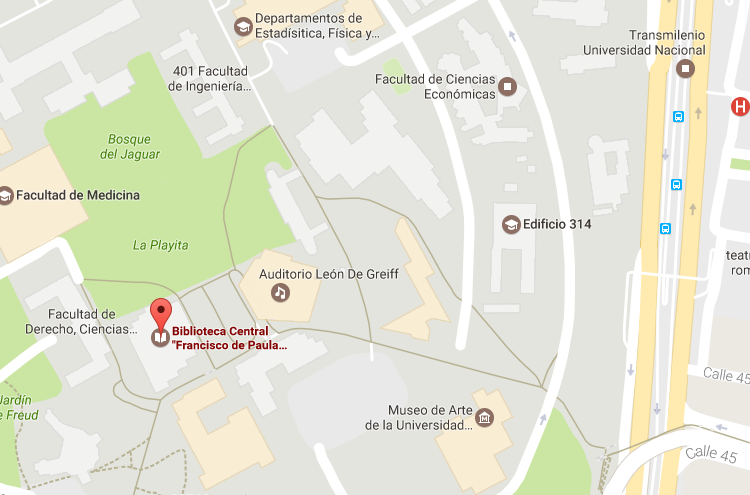 Departamentos de
Estadísitica, Física y...
Transmilenio
Universidad Nacional
401 Facultad
de Ingeniería...
Facultad de Ciencias
Económicas
H
Bosque
del Jaguar
Facultad de Medicina
Edificio 314
La Playita
teat
rom
Auditorio León De Greiff
Facultad de
Derecho, Ciencias...
Biblioteca Central
"Francisco de Paula...
Calle 45
Jardín
e Freud
Museo de Arte
de la Universidad...
Calle 45